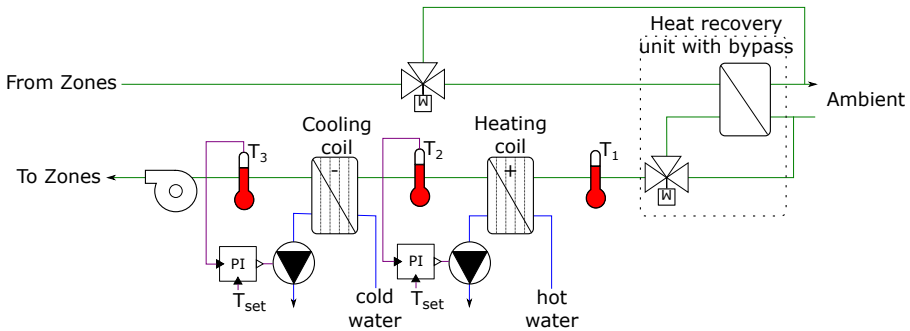 Heat recovery
unit with bypass
From Zones
M
Ambient
Cooling
coil
Heating
coil
T3
T2
T1
To Zones
-
+
M
PI
PI
Tset
cold
water
Tset
hot
water